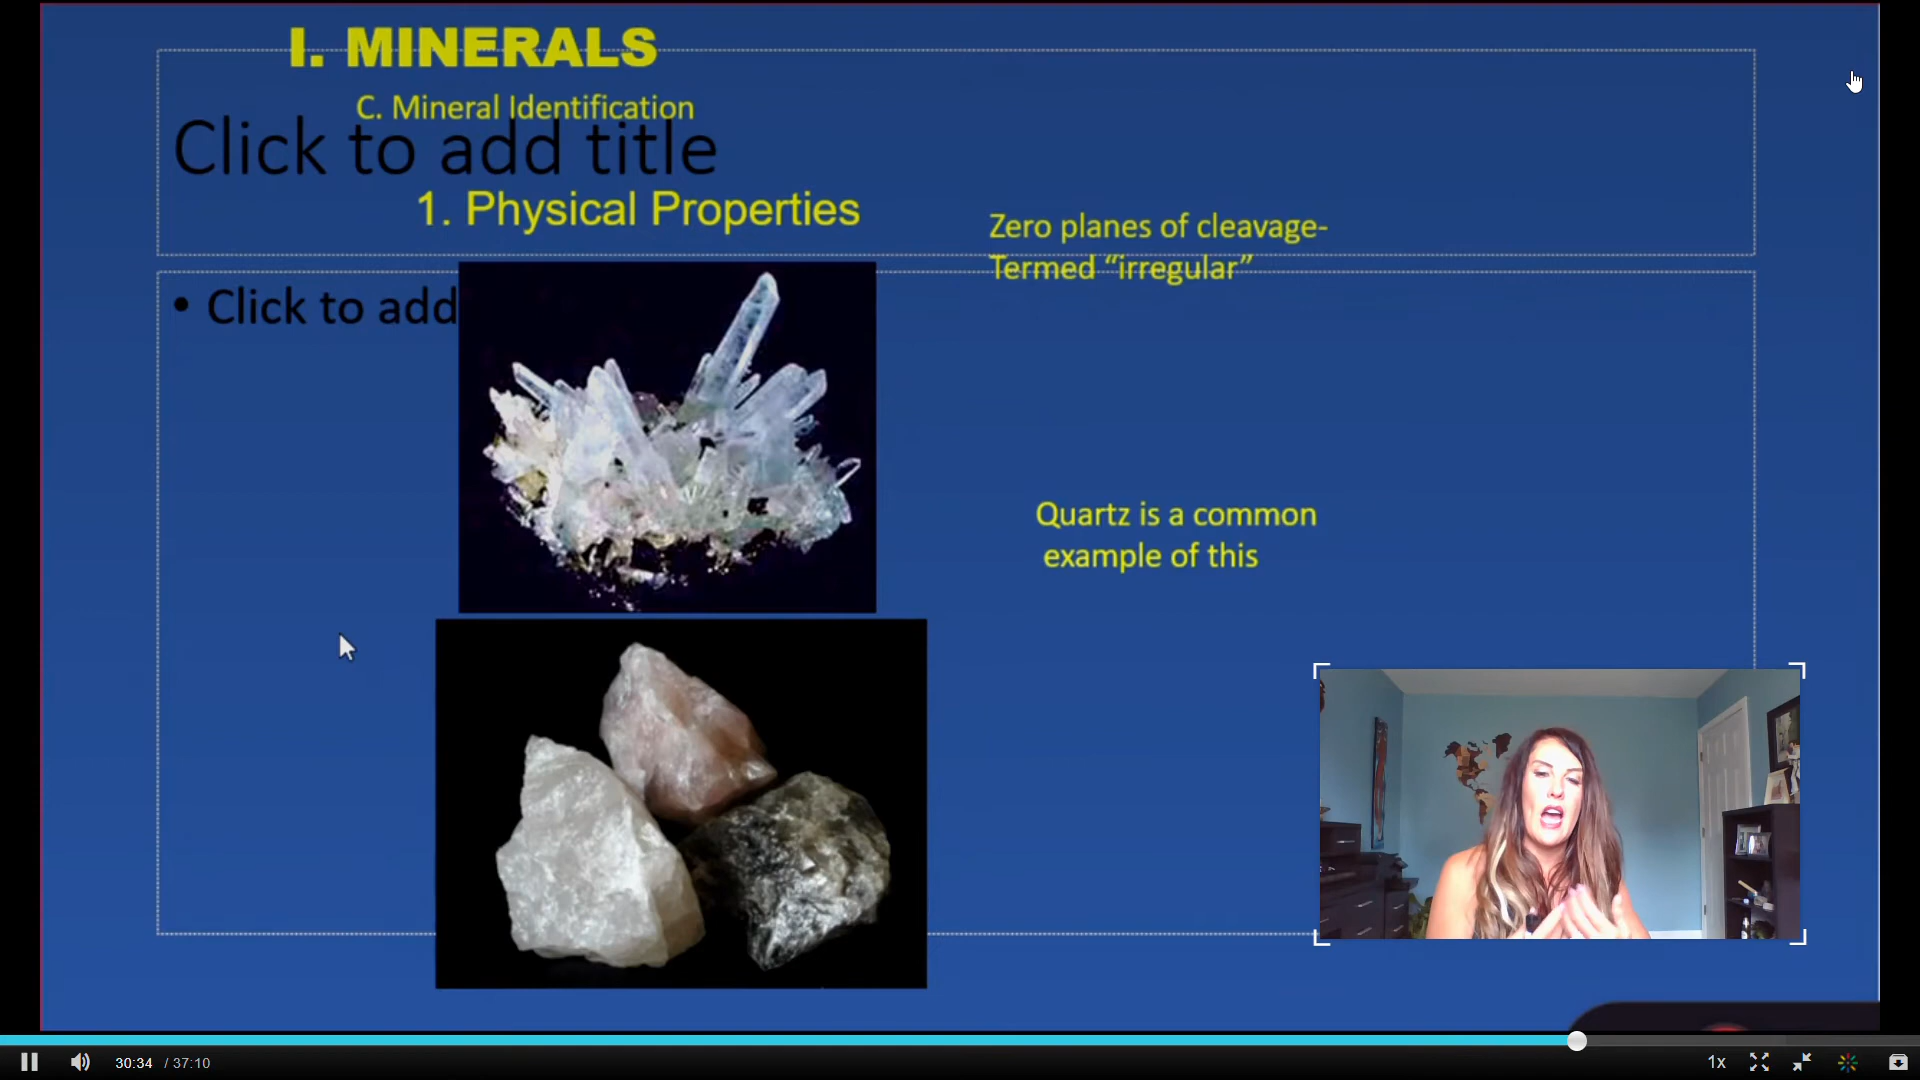 I. MINERALS
C. Mineral Identification
Click to add title
1. Physical Properties
Zero planes of cleavage-
Termed “irregular”
• Click to add
Quartz is a common
example of this
30:34 / 37:10
1x